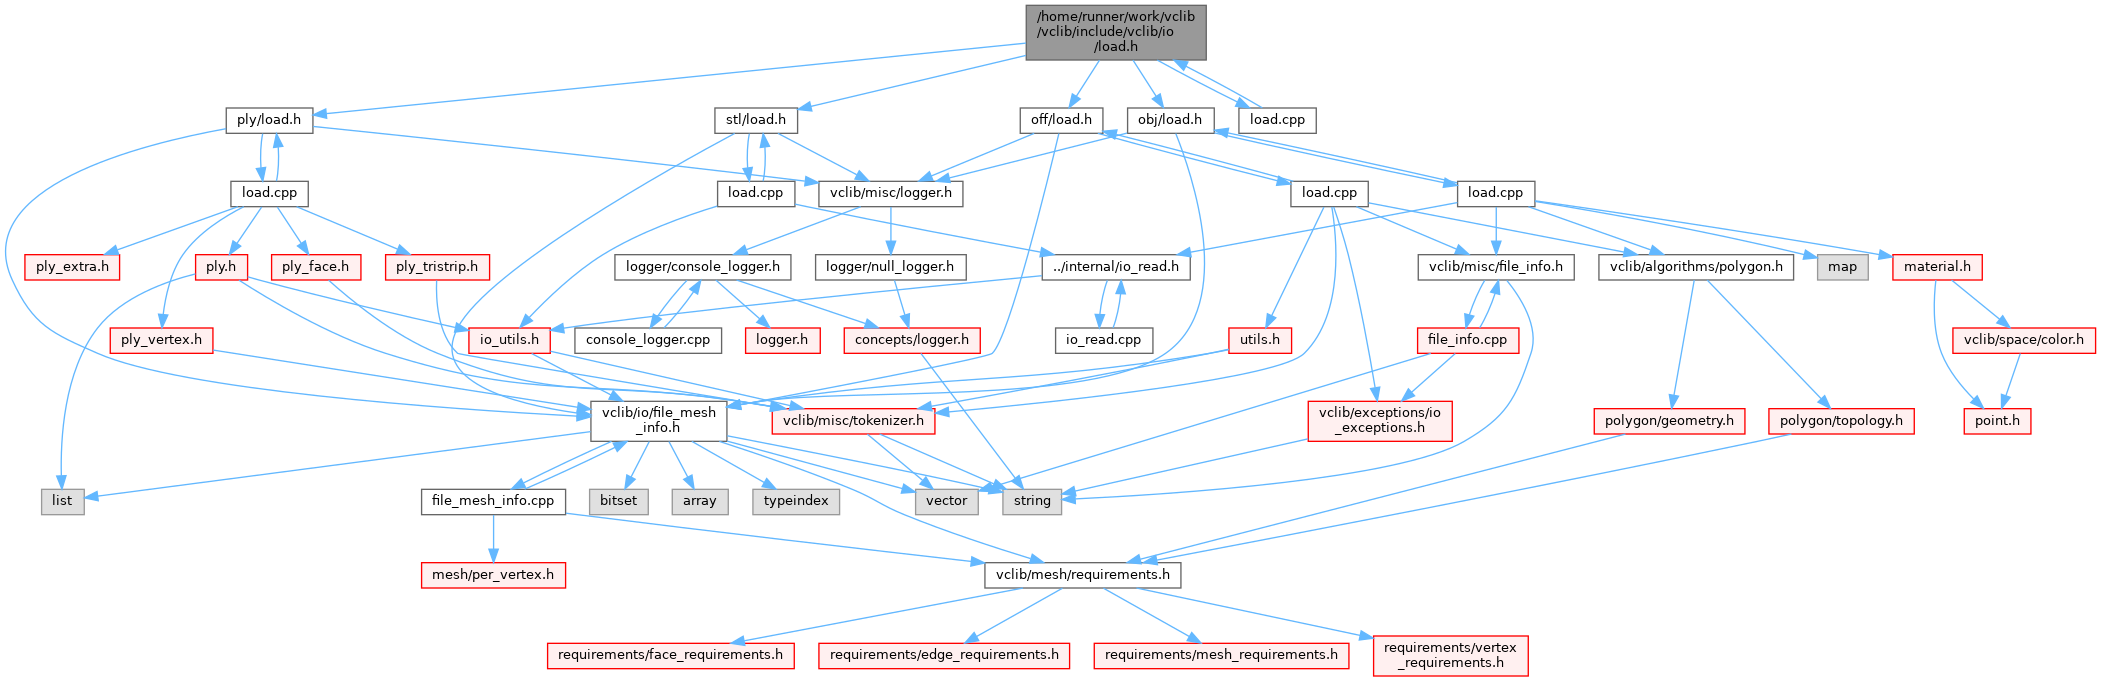 /home/runner/work/vclib
/vclib/include/vclib/io
/load.h
ply/load.h
stl/load.h
off/load.h
obj/load.h
load.cpp
load.cpp
load.cpp
vclib/misc/logger.h
load.cpp
load.cpp
ply_extra.h
ply.h
ply_face.h
ply_tristrip.h
logger/console_logger.h
logger/null_logger.h
../internal/io_read.h
vclib/misc/file_info.h
vclib/algorithms/polygon.h
map
material.h
ply_vertex.h
io_utils.h
console_logger.cpp
logger.h
concepts/logger.h
io_read.cpp
utils.h
file_info.cpp
vclib/space/color.h
vclib/io/file_mesh
_info.h
vclib/misc/tokenizer.h
vclib/exceptions/io
_exceptions.h
polygon/geometry.h
polygon/topology.h
point.h
list
file_mesh_info.cpp
bitset
array
typeindex
vector
string
mesh/per_vertex.h
vclib/mesh/requirements.h
requirements/face_requirements.h
requirements/edge_requirements.h
requirements/mesh_requirements.h
requirements/vertex
_requirements.h